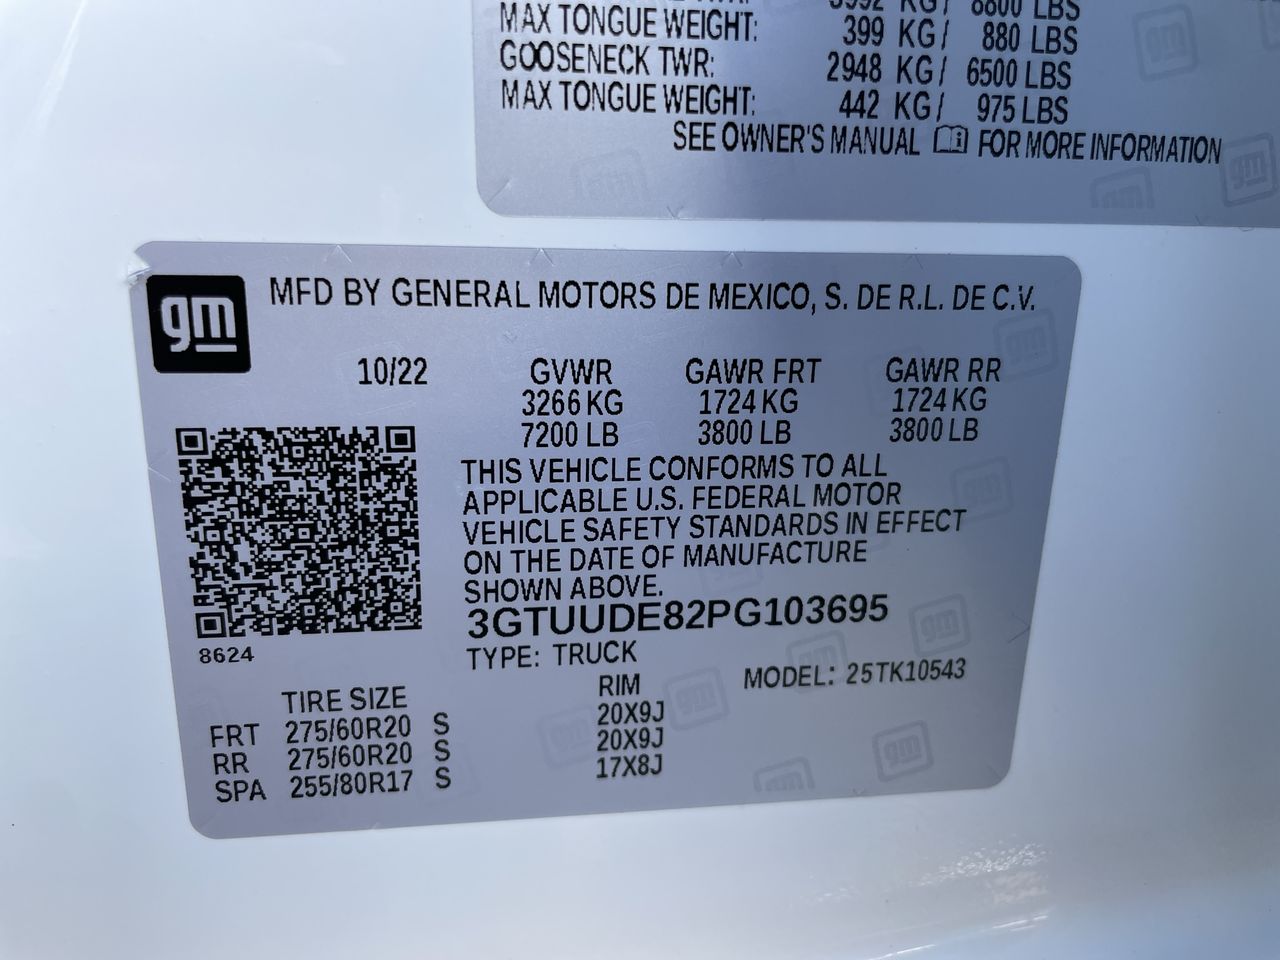 3992 KG/ 8800 LBS
MAX TONGUE WEIGHT: 399 KG/ 880 LBS
GOOSENECK TWR: 2948 KG/ 6500 LBS
MAX TONGUE WEIGHT: 442 KG/ 975 LBS
SEE OWNER'S MANUAL FOR MORE INFORMATION
gm
MFD BY GENERAL MOTORS DE MEXICO, S. DE R.L. DE C.V.
10/22 GVWR GAWR FRT GAWR RR
3266 KG 1724 KG 1724 KG
7200 LB 3800 LB 3800 LB
THIS VEHICLE CONFORMS TO ALL
APPLICABLE U.S. FEDERAL MOTOR
VEHICLE SAFETY STANDARDS IN EFFECT
ON THE DATE OF MANUFACTURE
SHOWN ABOVE.
3GTUUDE82PG103695
8624
TYPE: TRUCK
MODEL: 25TK10543
TIRE SIZE RIM
FRT 275/60R20 S 20X9J
RR 275/60R20 S 20X9J
SPA 255/80R17 S 17X8J